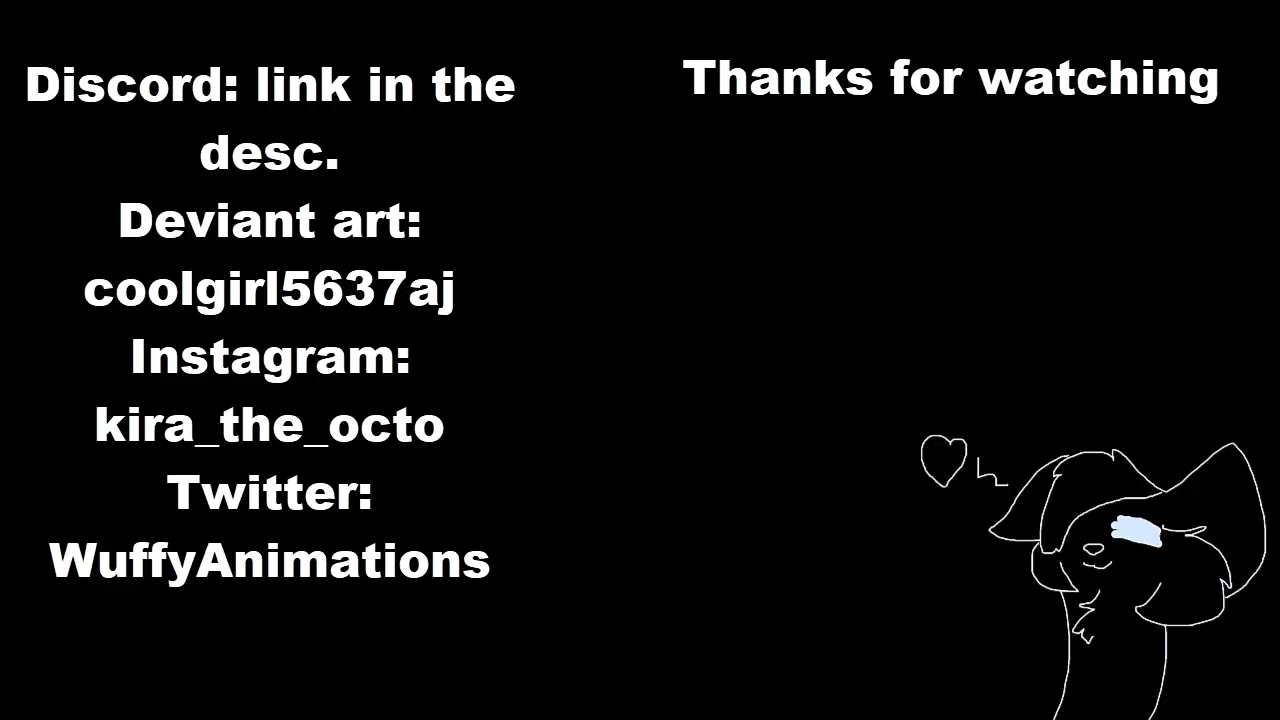 Discord: link in the
desc.
Deviant art:
coolgirl5637aj
Instagram:
kira_the_octo
Twitter:
WuffyAnimations
Thanks for watching